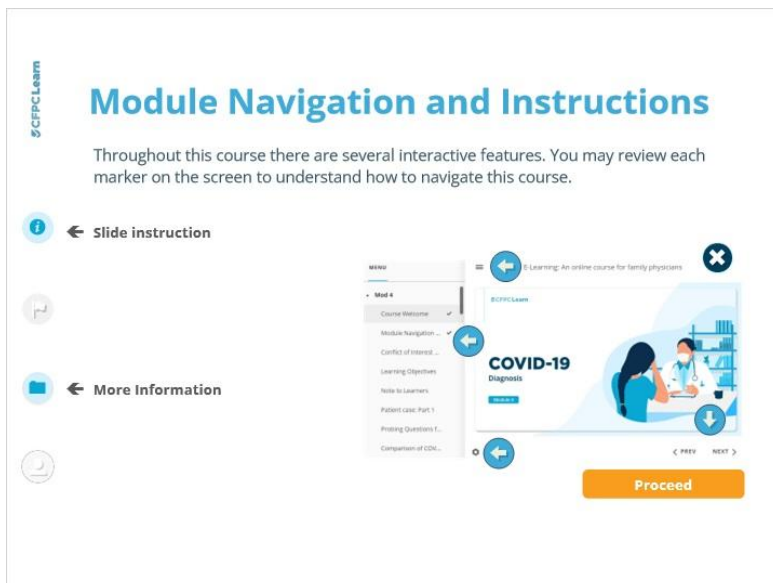 CFPCLearn
Module Navigation and Instructions
Throughout this course there are several interactive features. You may review each
marker on the screen to understand how to navigate this course.
Slide instruction
More Information
MENU
E-Learning: An online course for family physicians
Mod 4
Course Welcome
Module Navigation ...
Conflict of Interest ...
Learning Objectives
Note to Learners
Patient case: Part 1
Probing Questions f...
Comparison of COV...
CFPCLearn
COVID-19
Diagnosis
PREV
NEXT
Proceed